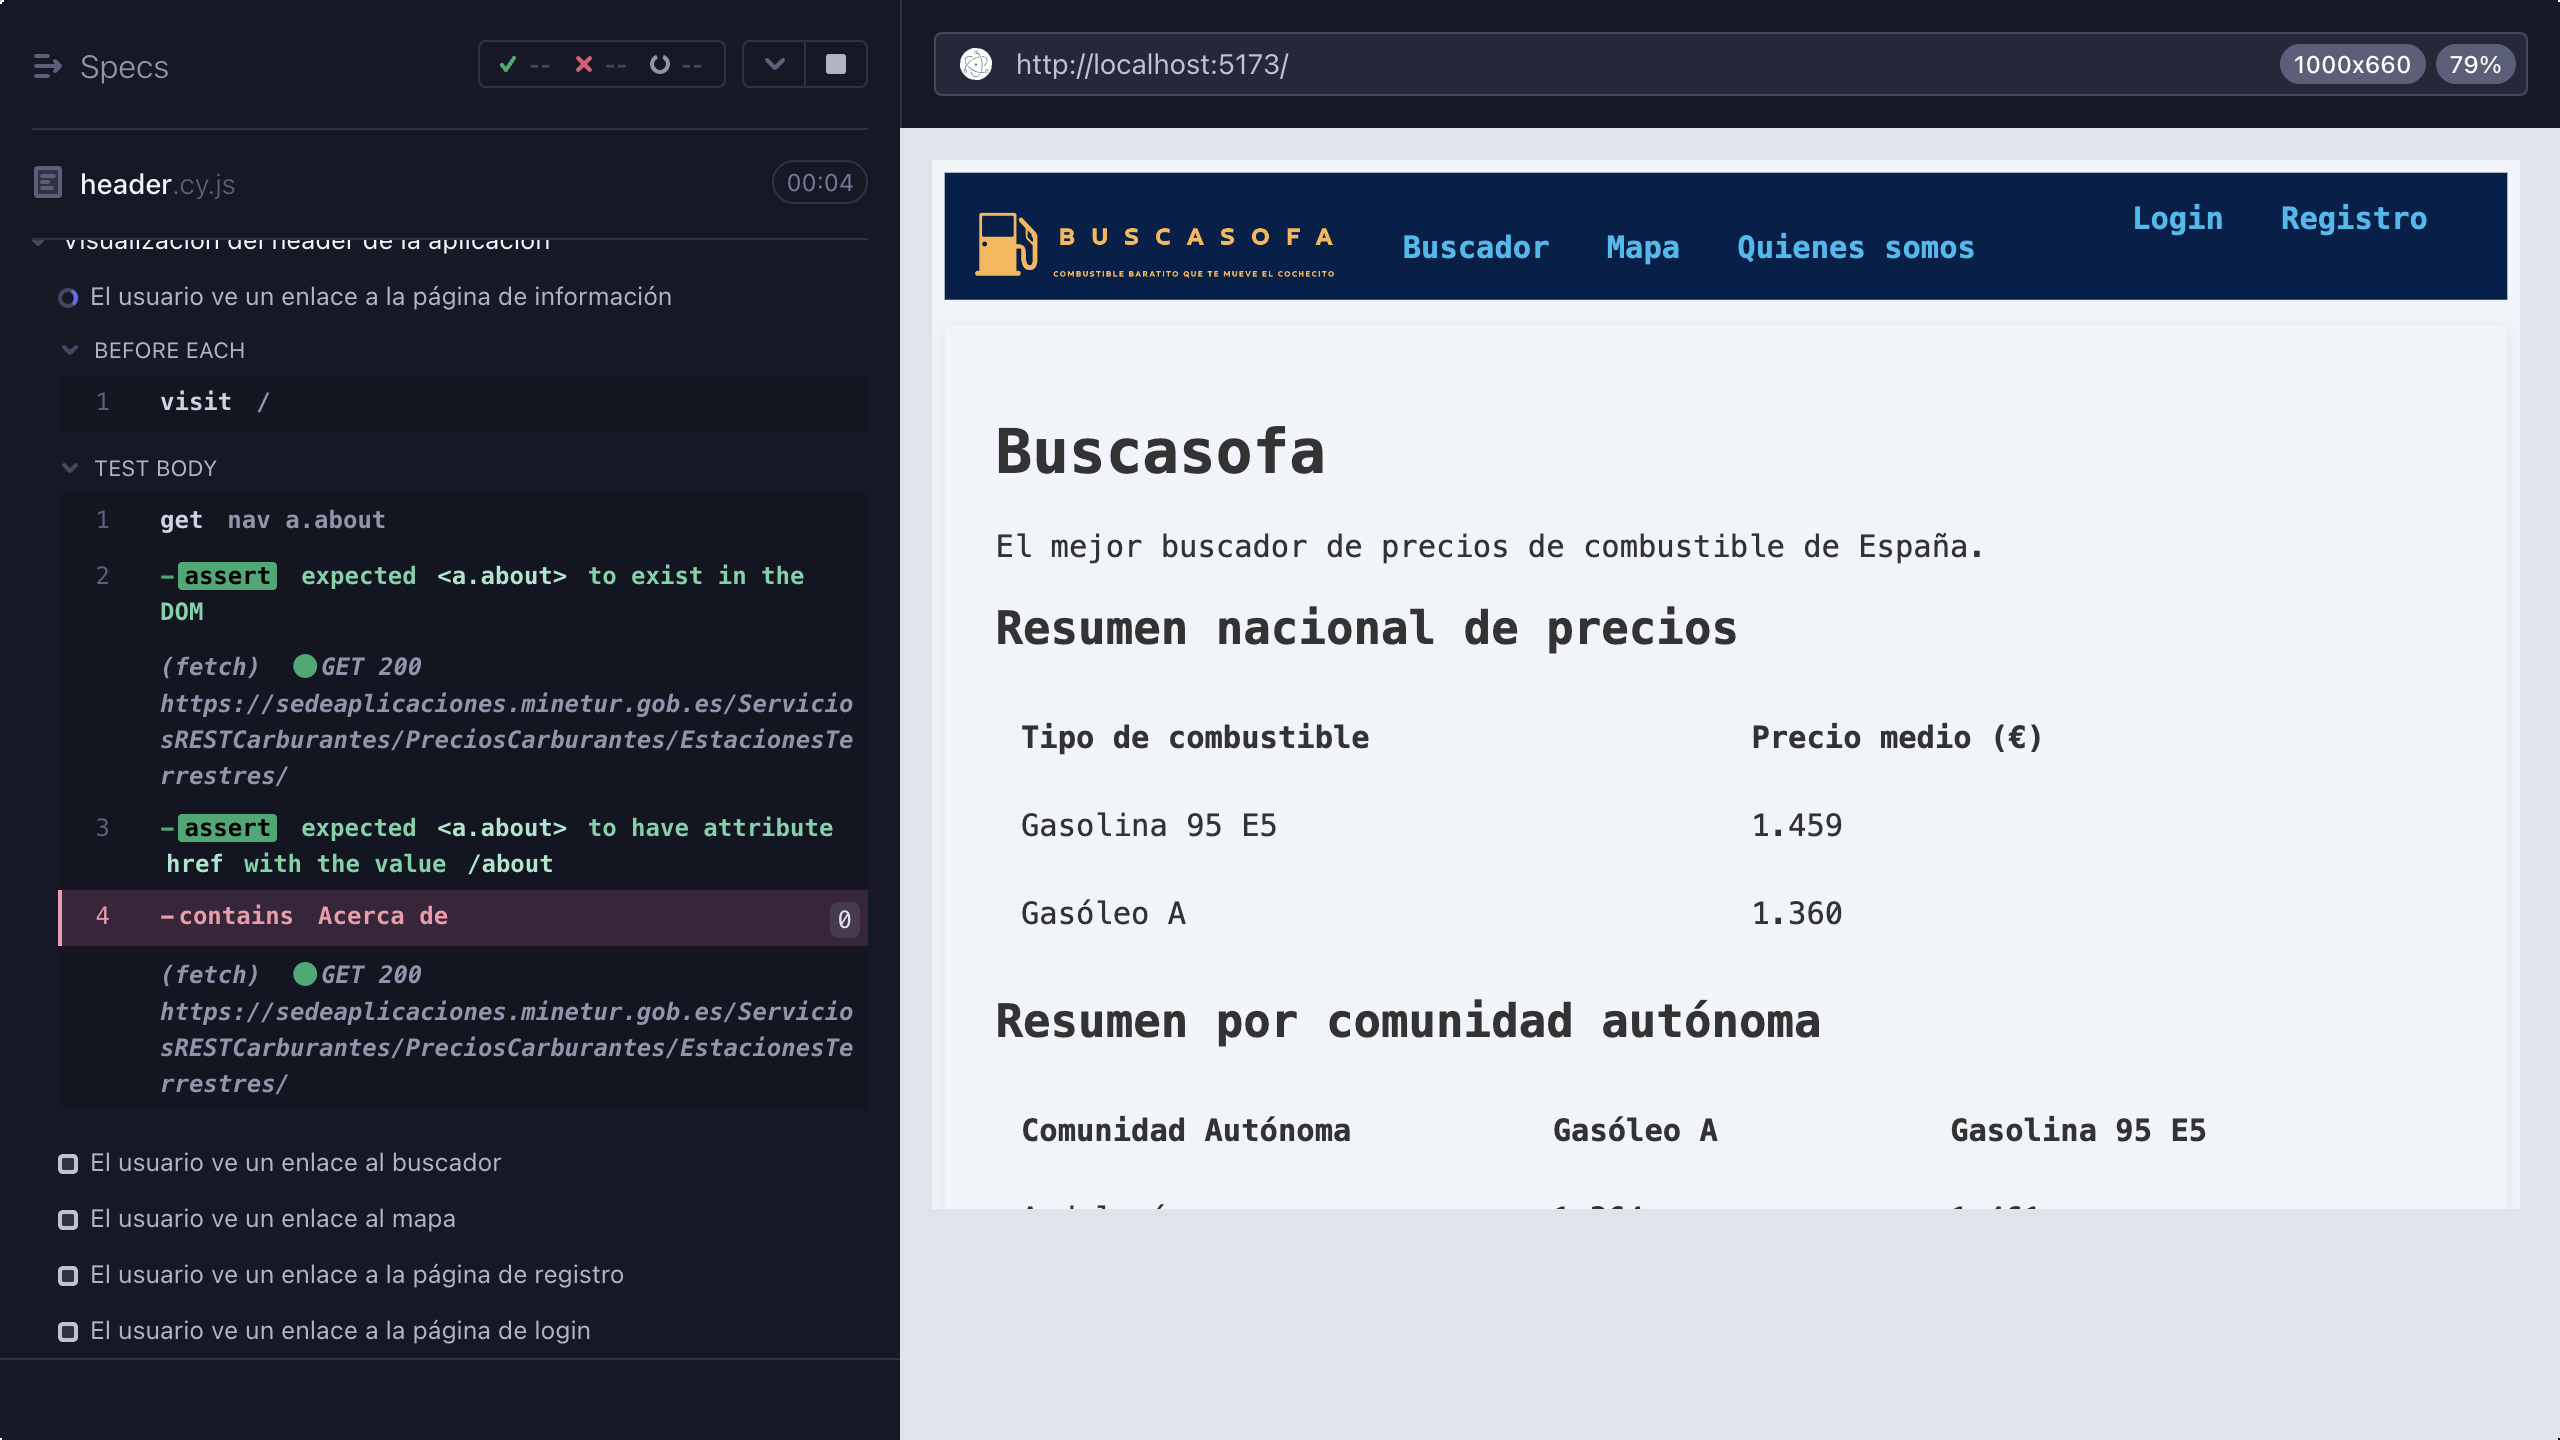 Specs
-- -- --
header.cy.js
00:04
Visualización del header de la aplicación
El usuario ve un enlace a la página de información
BEFORE EACH
1 visit /
TEST BODY
1 get nav a.about
2 -assert expected <a.about> to exist in the
DOM
(fetch) GET 200
https://sedeaplicaciones.minetur.gob.es/Servicio
sRESTCarburantes/PreciosCarburantes/EstacionesTe
rrestres/
3 -assert expected <a.about> to have attribute
href with the value /about
4 -contains Acerca de 0
(fetch) GET 200
https://sedeaplicaciones.minetur.gob.es/Servicio
sRESTCarburantes/PreciosCarburantes/EstacionesTe
rrestres/
El usuario ve un enlace al buscador
El usuario ve un enlace al mapa
El usuario ve un enlace a la página de registro
El usuario ve un enlace a la página de login
http://localhost:5173/
1000x660 79%
BUSCASOFA
COMBUSTIBLE BARATITO QUE TE MUEVE EL COCHECITO
Buscador Mapa Quienes somos
Login Registro
Buscasofa
El mejor buscador de precios de combustible de España.
Resumen nacional de precios
Tipo de combustible Precio medio (€)
Gasolina 95 E5 1.459
Gasóleo A 1.360
Resumen por comunidad autónoma
Comunidad Autónoma Gasóleo A Gasolina 95 E5